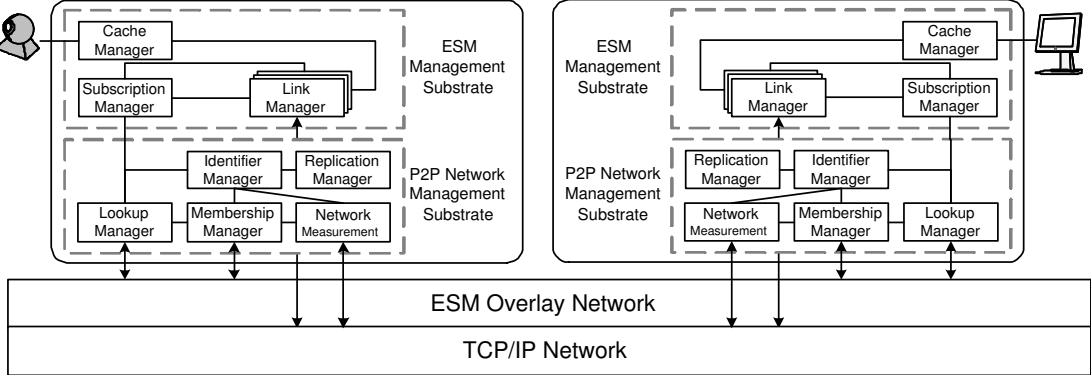 Cache
Manager
ESM
Management
Substrate
Subscription
Manager
Link
Manager
Identifier
Manager
Replication
Manager
P2P Network
Management
Substrate
Lookup
Manager
Membership
Manager
Network
Measurement
ESM
Management
Substrate
Cache
Manager
Link
Manager
Subscription
Manager
P2P Network
Management
Substrate
Replication
Manager
Identifier
Manager
Network
Measurement
Membership
Manager
Lookup
Manager
ESM Overlay Network
TCP/IP Network